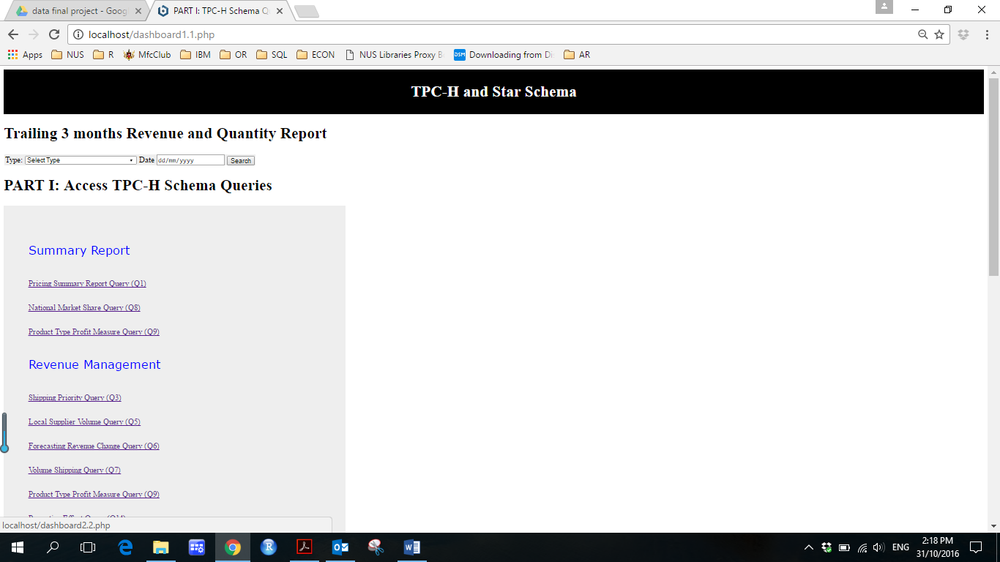 data final project - Goog
PART I: TPC-H Schema Q
localhost/dashboard1.1.php
Apps NUS R MfcClub IBM OR SQL ECON NUS Libraries Proxy B DSM Downloading from Di AR
TPC-H and Star Schema
Trailing 3 months Revenue and Quantity Report
Type: Select Type Date dd/mm/yyyy Search
PART I: Access TPC-H Schema Queries
Summary Report
Pricing Summary Report Query (Q1)
National Market Share Query (Q8)
Product Type Profit Measure Query (Q9)
Revenue Management
Shipping Priority Query (Q3)
Local Supplier Volume Query (Q5)
Forecasting Revenue Change Query (Q6)
Volume Shipping Query (Q7)
Product Type Profit Measure Query (Q9)
localhost/dashboard2.2.php
ENG
2:18 PM
31/10/2016